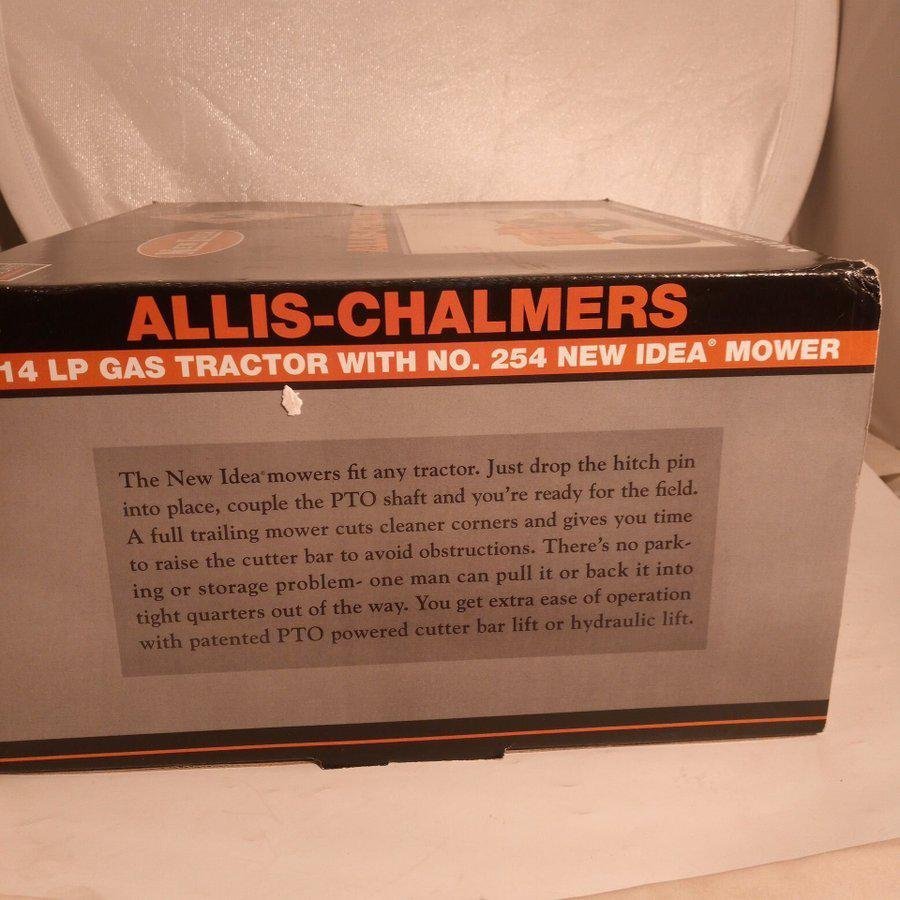 ALLIS-CHALMERS
14 LP GAS TRACTOR WITH NO. 254 NEW IDEA® MOWER
The New Idea® mowers fit any tractor. Just drop the hitch pin
into place, couple the PTO shaft and you're ready for the field.
A full trailing mower cuts cleaner corners and gives you time
to raise the cutter bar to avoid obstructions. There's no park-
ing or storage problem- one man can pull it or back it into
tight quarters out of the way. You get extra ease of operation
with patented PTO powered cutter bar lift or hydraulic lift.